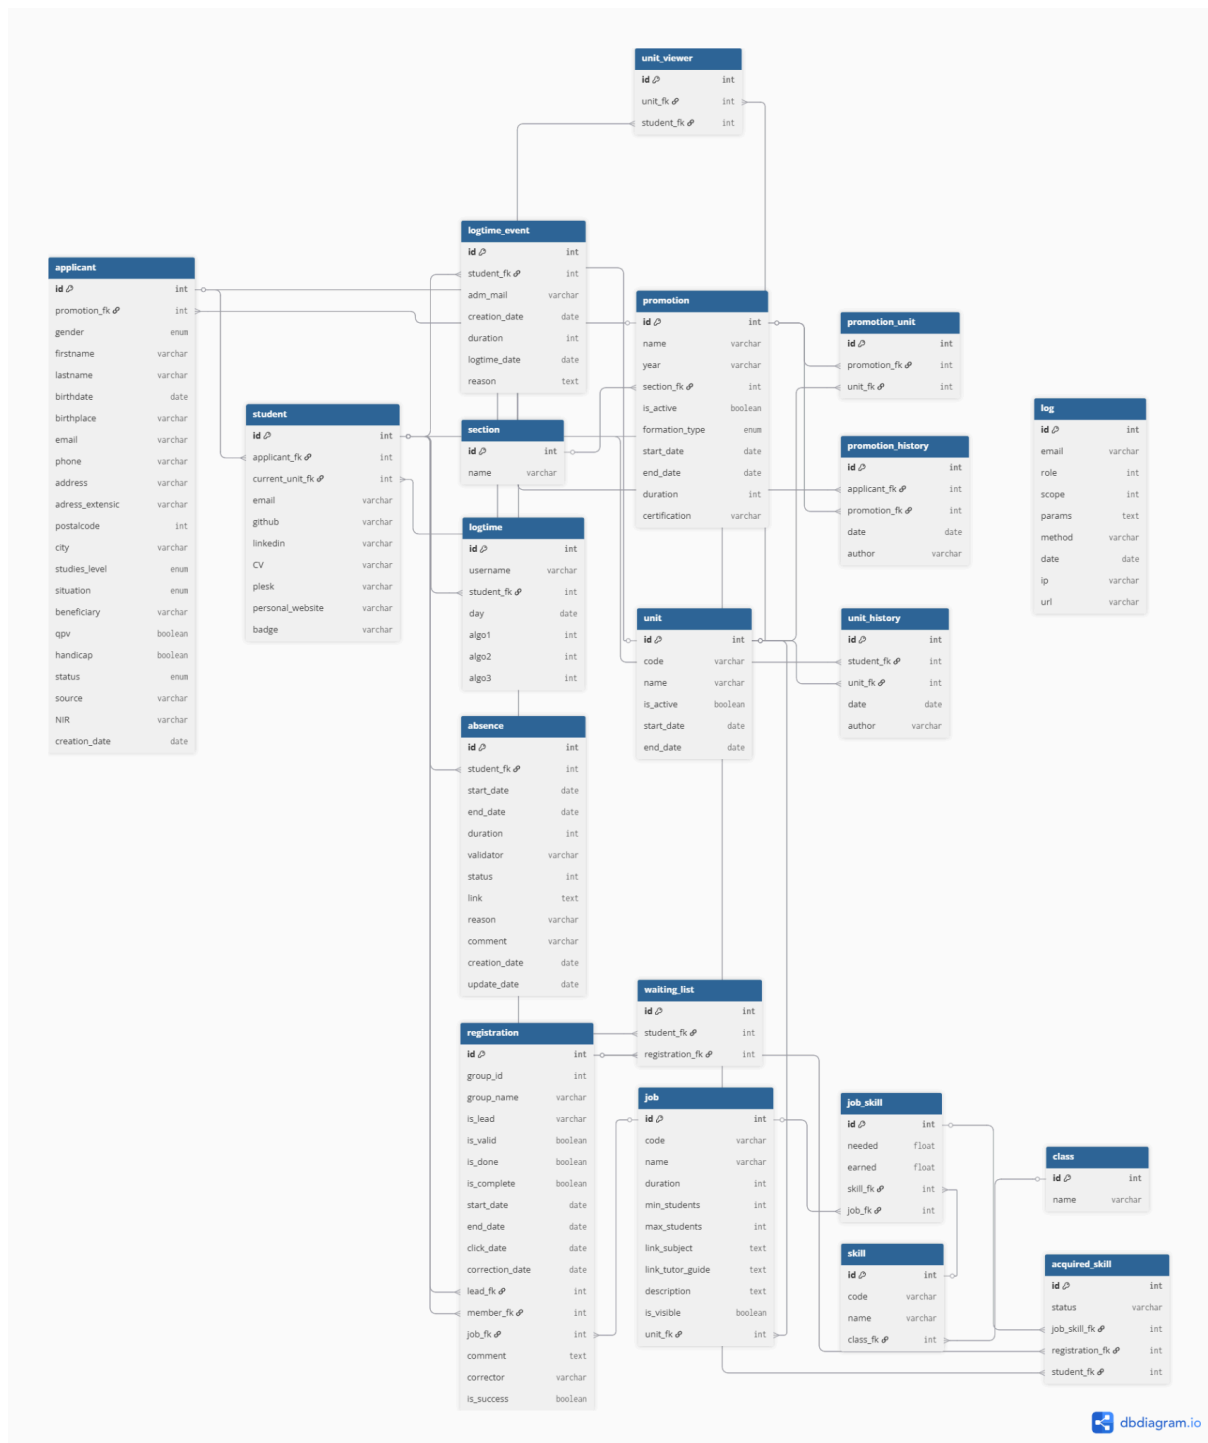 unit_viewer
id int
unit_fk int
student_fk int
logtime_event
id int
student_fk int
adm_mail varchar
creation_date date
duration int
logtime_date date
reason text
applicant
id int
promotion_fk int
gender enum
firstname varchar
lastname varchar
birthdate date
birthplace varchar
email varchar
phone varchar
address varchar
adress_extensic varchar
postalcode int
city varchar
studies_level enum
situation enum
beneficiary varchar
qpv boolean
handicap boolean
status enum
source varchar
NIR varchar
creation_date date
promotion
id int
name varchar
year varchar
section_fk int
is_active boolean
formation_type enum
start_date date
end_date date
duration int
certification varchar
promotion_unit
id int
promotion_fk int
unit_fk int
log
id int
email varchar
role int
scope int
params text
method varchar
date date
ip varchar
url varchar
student
id int
applicant_fk int
current_unit_fk int
email varchar
github varchar
linkedin varchar
CV varchar
plesk varchar
personal_website varchar
badge varchar
section
id int
name varchar
promotion_history
id int
applicant_fk int
promotion_fk int
date date
author varchar
logtime
id int
username varchar
student_fk int
day date
algo1 int
algo2 int
algo3 int
unit
id int
code varchar
name varchar
is_active boolean
start_date date
end_date date
unit_history
id int
student_fk int
unit_fk int
date date
author varchar
absence
id int
student_fk int
start_date date
end_date date
duration int
validator varchar
status int
link text
reason varchar
comment varchar
creation_date date
update_date date
waiting_list
id int
student_fk int
registration_fk int
registration
id int
group_id int
group_name varchar
is_lead varchar
is_valid boolean
is_done boolean
is_complete boolean
start_date date
end_date date
click_date date
correction_date date
lead_fk int
member_fk int
job_fk int
comment text
corrector varchar
is_success boolean
job
id int
code varchar
name varchar
duration int
min_students int
max_students int
link_subject text
link_tutor_guide text
description text
is_visible boolean
unit_fk int
job_skill
id int
needed float
earned float
skill_fk int
job_fk int
class
id int
name varchar
skill
id int
code varchar
name varchar
class_fk int
acquired_skill
id int
status varchar
job_skill_fk int
registration_fk int
student_fk int
dbdiagram.io